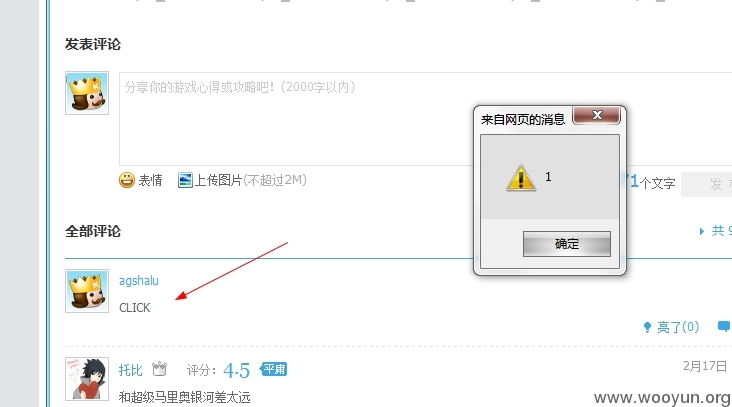 发表评论
分享你的游戏心得或攻略吧！(2000字以内)
来自网页的消息
1
确定
表情 上传图片(不超过2M)
71个文字
发
全部评论
共 9
agshalu
CLICK
亮了(0)
托比 评分： 4.5 平庸 2月17日
和超级马里奥银河差太远
www.wooyun.org